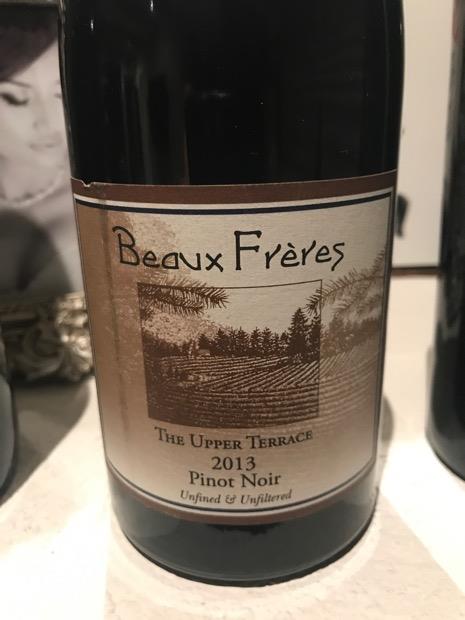 Beaux Frères
The Upper Terrace
2013
Pinot Noir
Unfined & Unfiltered